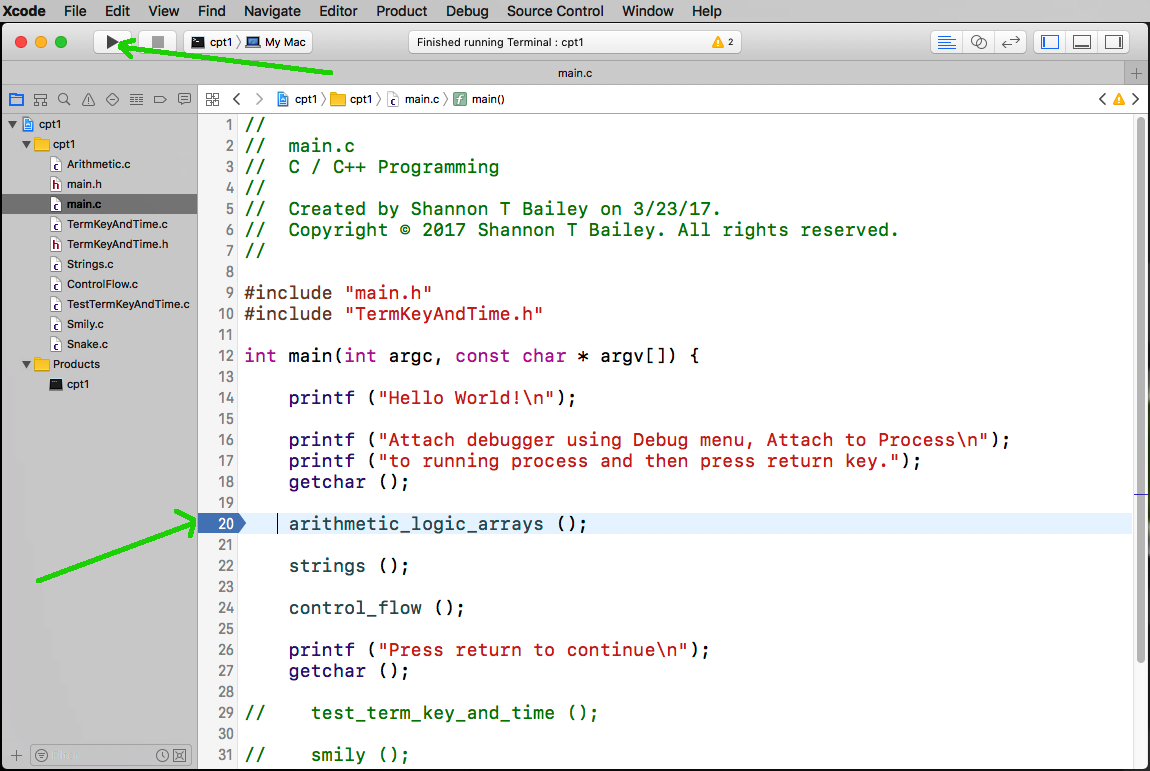 Xcode File Edit View Find Navigate Editor Product Debug Source Control Window Help
cpt1 My Mac Finished running Terminal : cpt1 2
main.c
cpt1 cpt1 main.c main()
cpt1
cpt1
Arithmetic.c
main.h
main.c
TermKeyAndTime.c
TermKeyAndTime.h
Strings.c
ControlFlow.c
TestTermKeyAndTime.c
Smily.c
Snake.c
Products
cpt1
1 //
2 //  main.c
3 //  C / C++ Programming
4 //
5 //  Created by Shannon T Bailey on 3/23/17.
6 //  Copyright © 2017 Shannon T Bailey. All rights reserved.
7 //
8
9 #include "main.h"
10 #include "TermKeyAndTime.h"
11
12 int main(int argc, const char * argv[]) {
13
14     printf ("Hello World!\n");
15
16     printf ("Attach debugger using Debug menu, Attach to Process\n");
17     printf ("to running process and then press return key.");
18     getchar ();
19
20     arithmetic_logic_arrays ();
21
22     strings ();
23
24     control_flow ();
25
26     printf ("Press return to continue\n");
27     getchar ();
28
29 //    test_term_key_and_time ();
30
31 //    smily ();
Filter